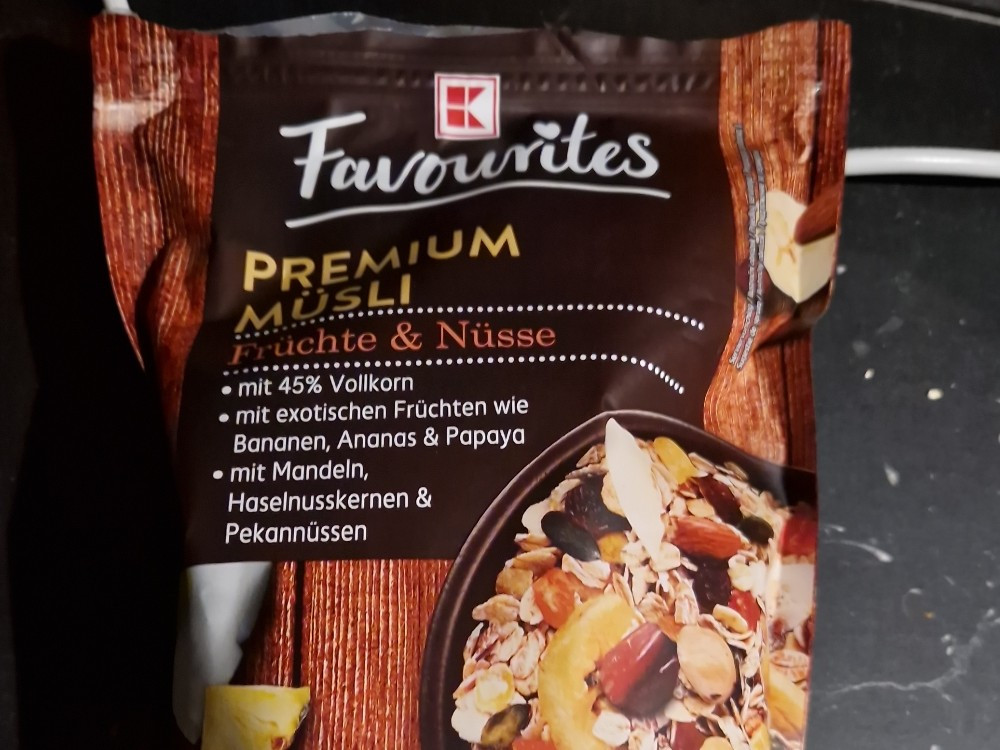 K
Favourites
PREMIUM
MÜSLI
Früchte & Nüsse
• mit 45% Vollkorn
• mit exotischen Früchten wie
Bananen, Ananas & Papaya
• mit Mandeln,
Haselnusskernen &
Pekannüssen